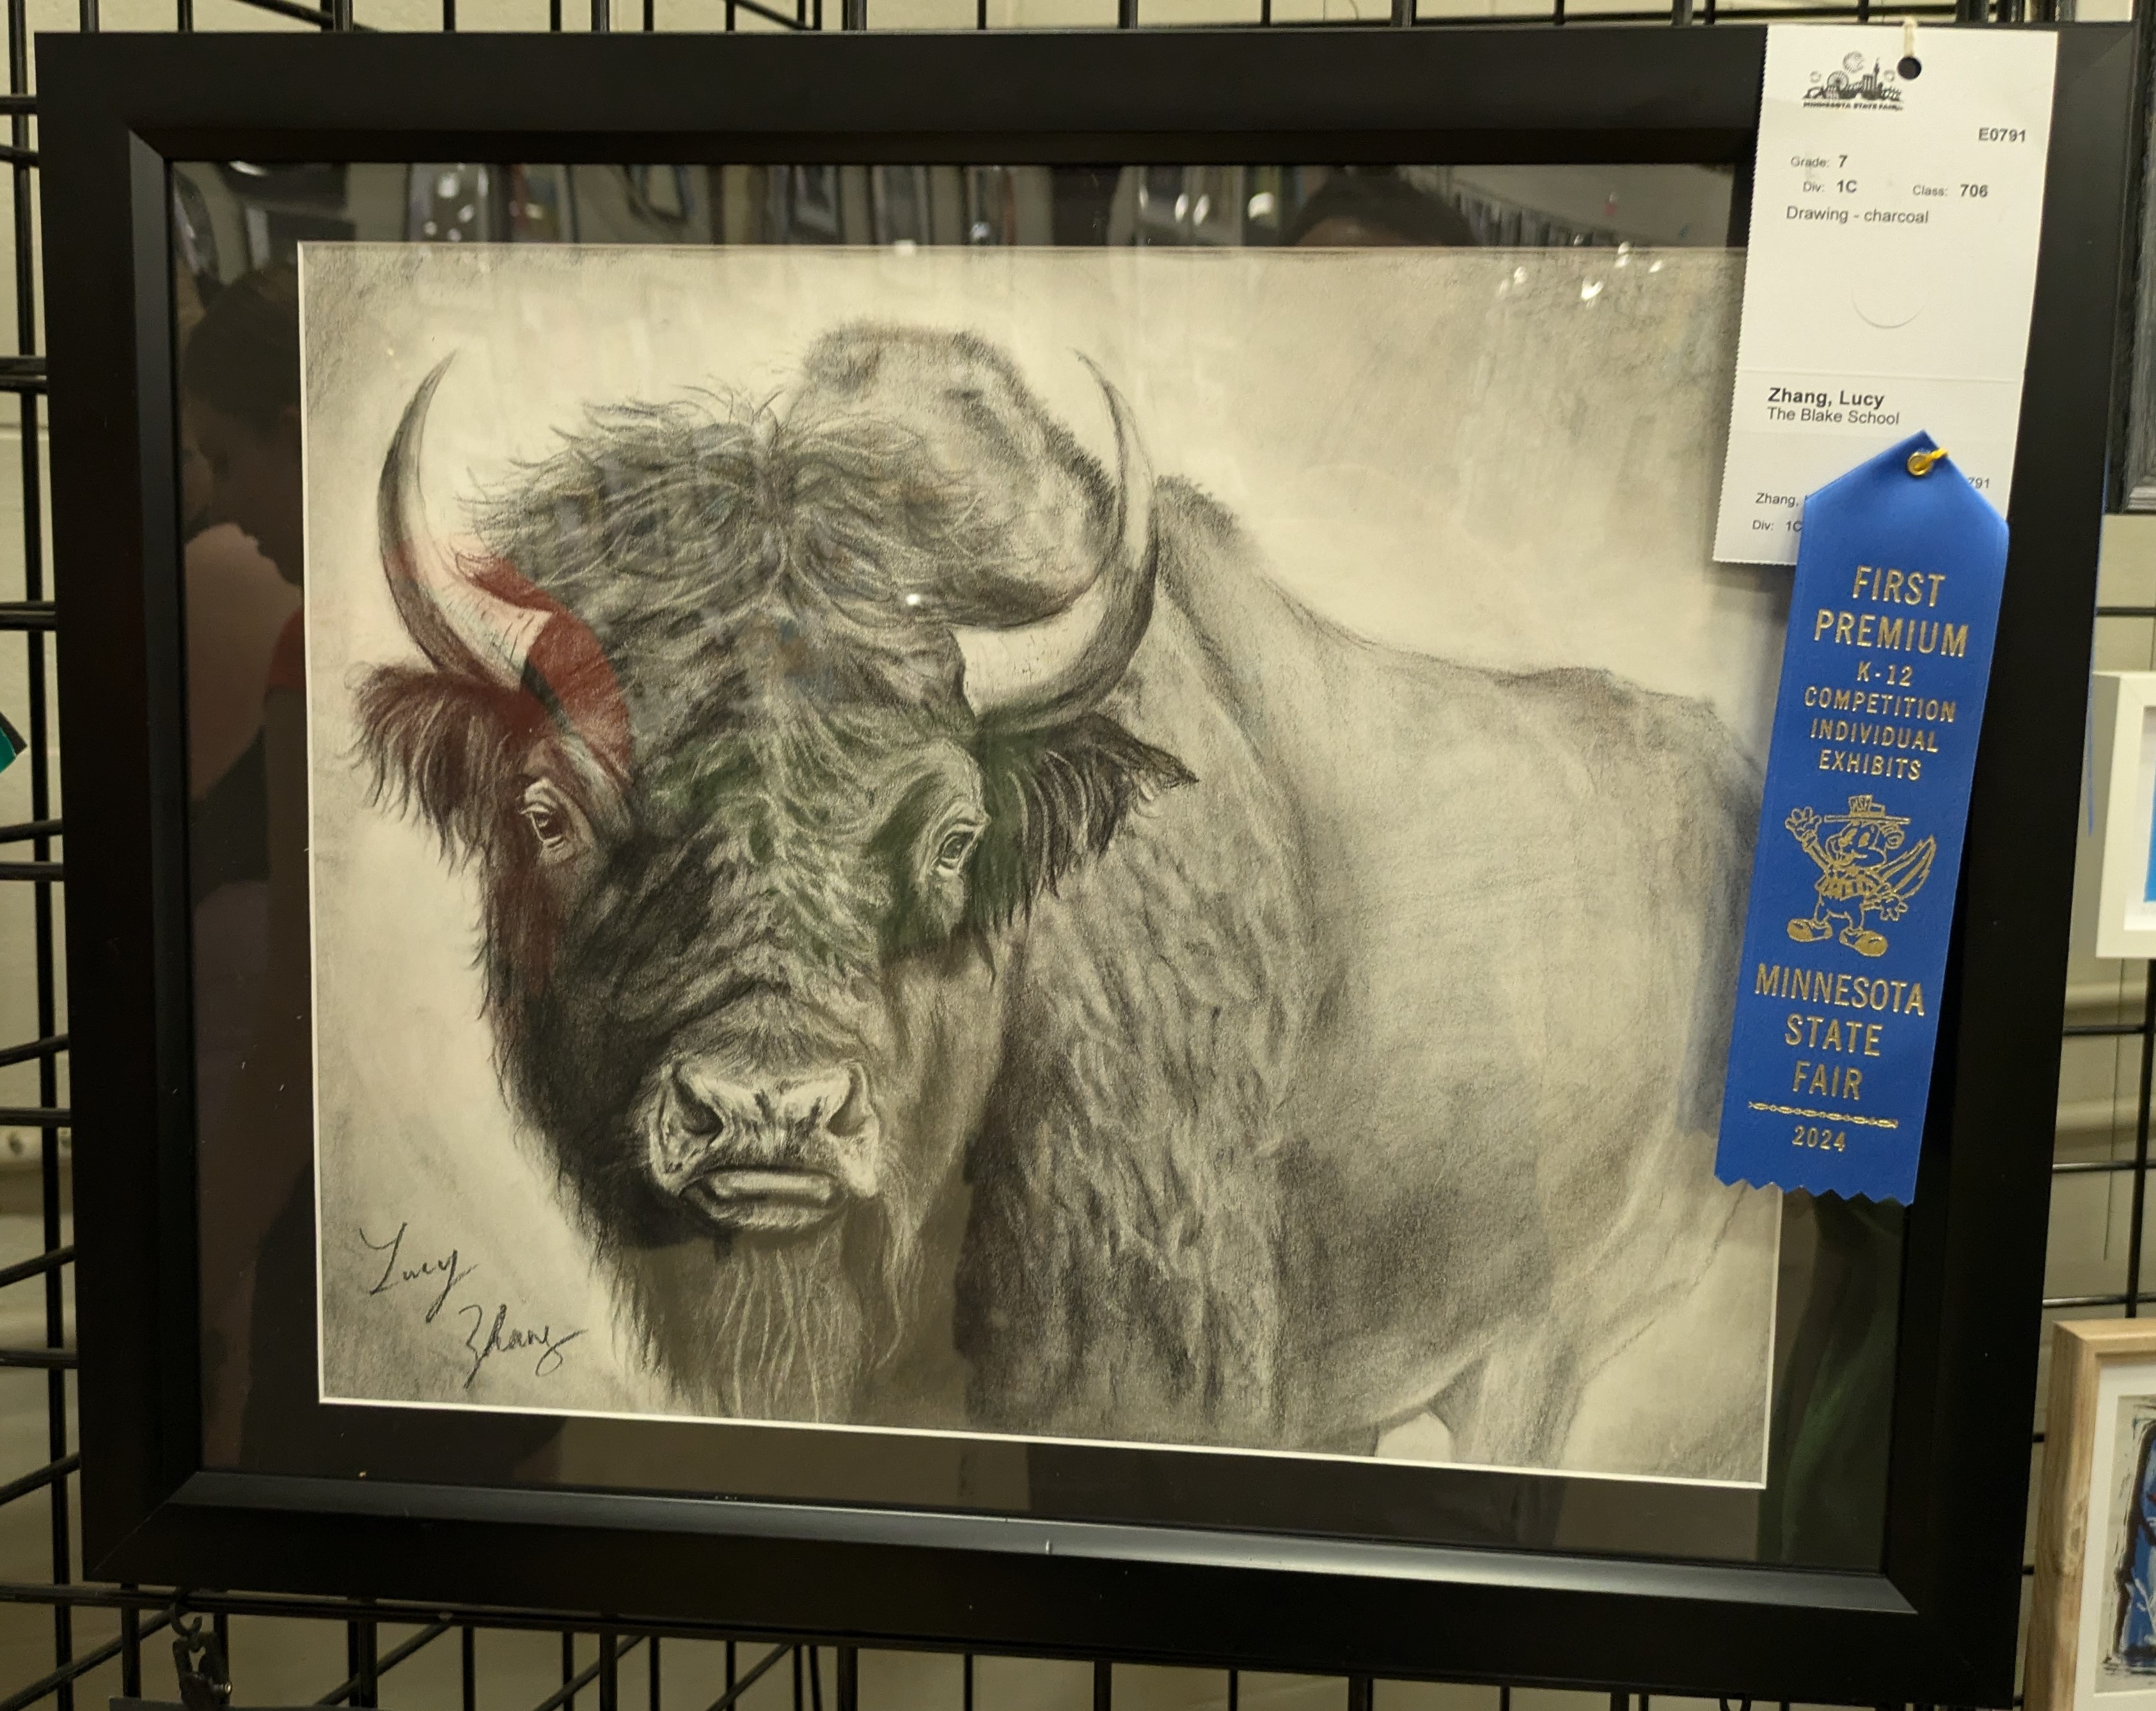 MINNESOTA STATE FAIR
E0791
Grade: 7
Div: 1C Class: 706
Drawing - charcoal
Zhang, Lucy
The Blake School
791
Zhang,
Div: 1C
FIRST
PREMIUM
K-12
COMPETITION
INDIVIDUAL
EXHIBITS
MINNESOTA
STATE
FAIR
2024
Lucy
Zhang